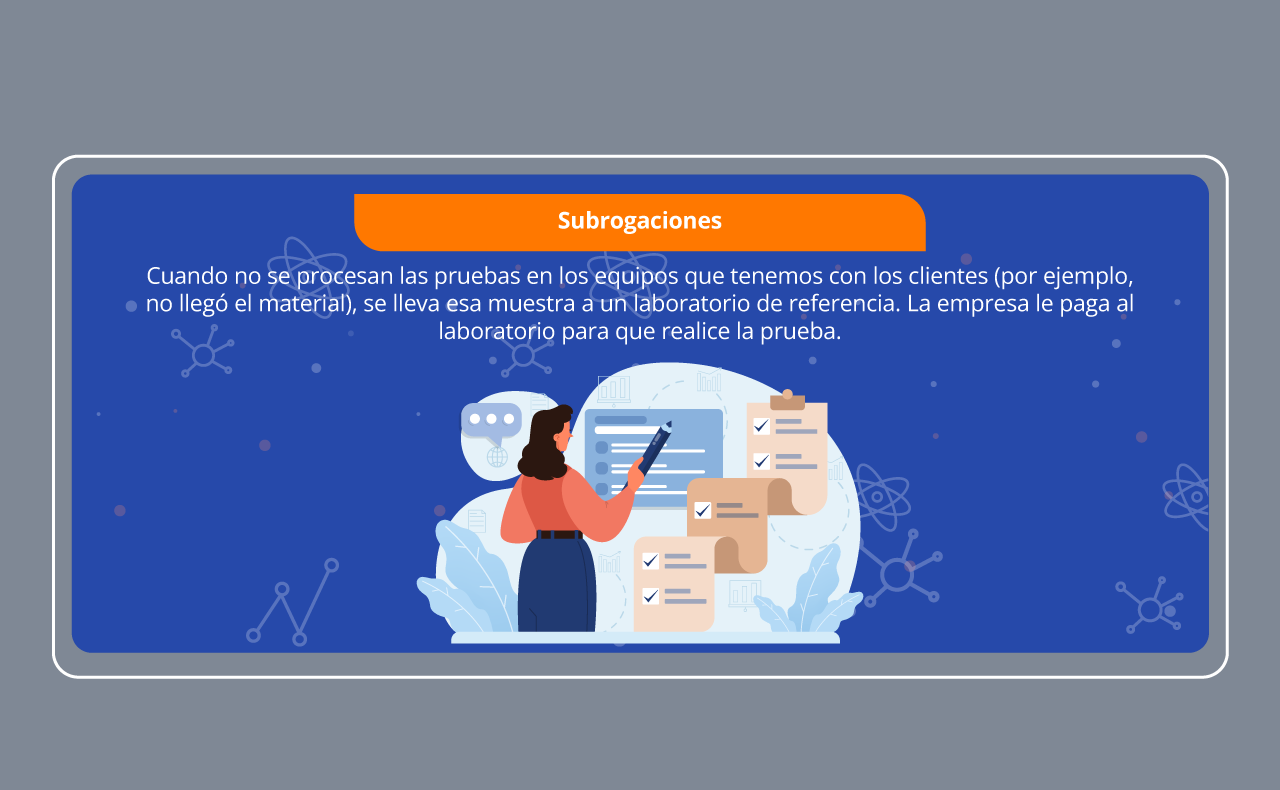 Subrogaciones
Cuando no se procesan las pruebas en los equipos que tenemos con los clientes (por ejemplo,
no llegó el material), se lleva esa muestra a un laboratorio de referencia. La empresa le paga al
laboratorio para que realice la prueba.